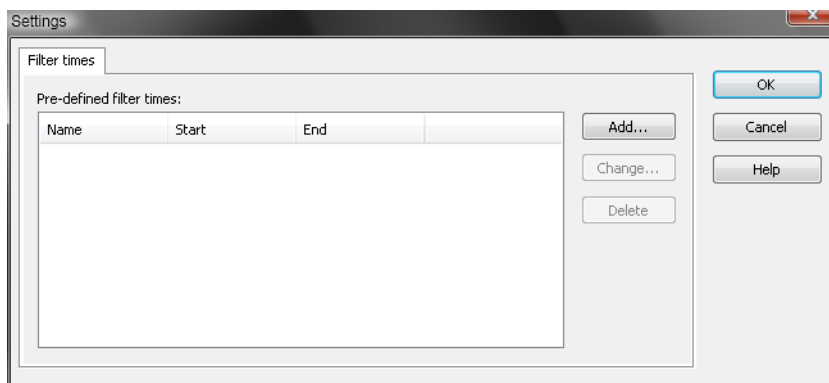 Settings
Filter times
Pre-defined filter times:
Name Start End
Add...
Change...
Delete
OK
Cancel
Help